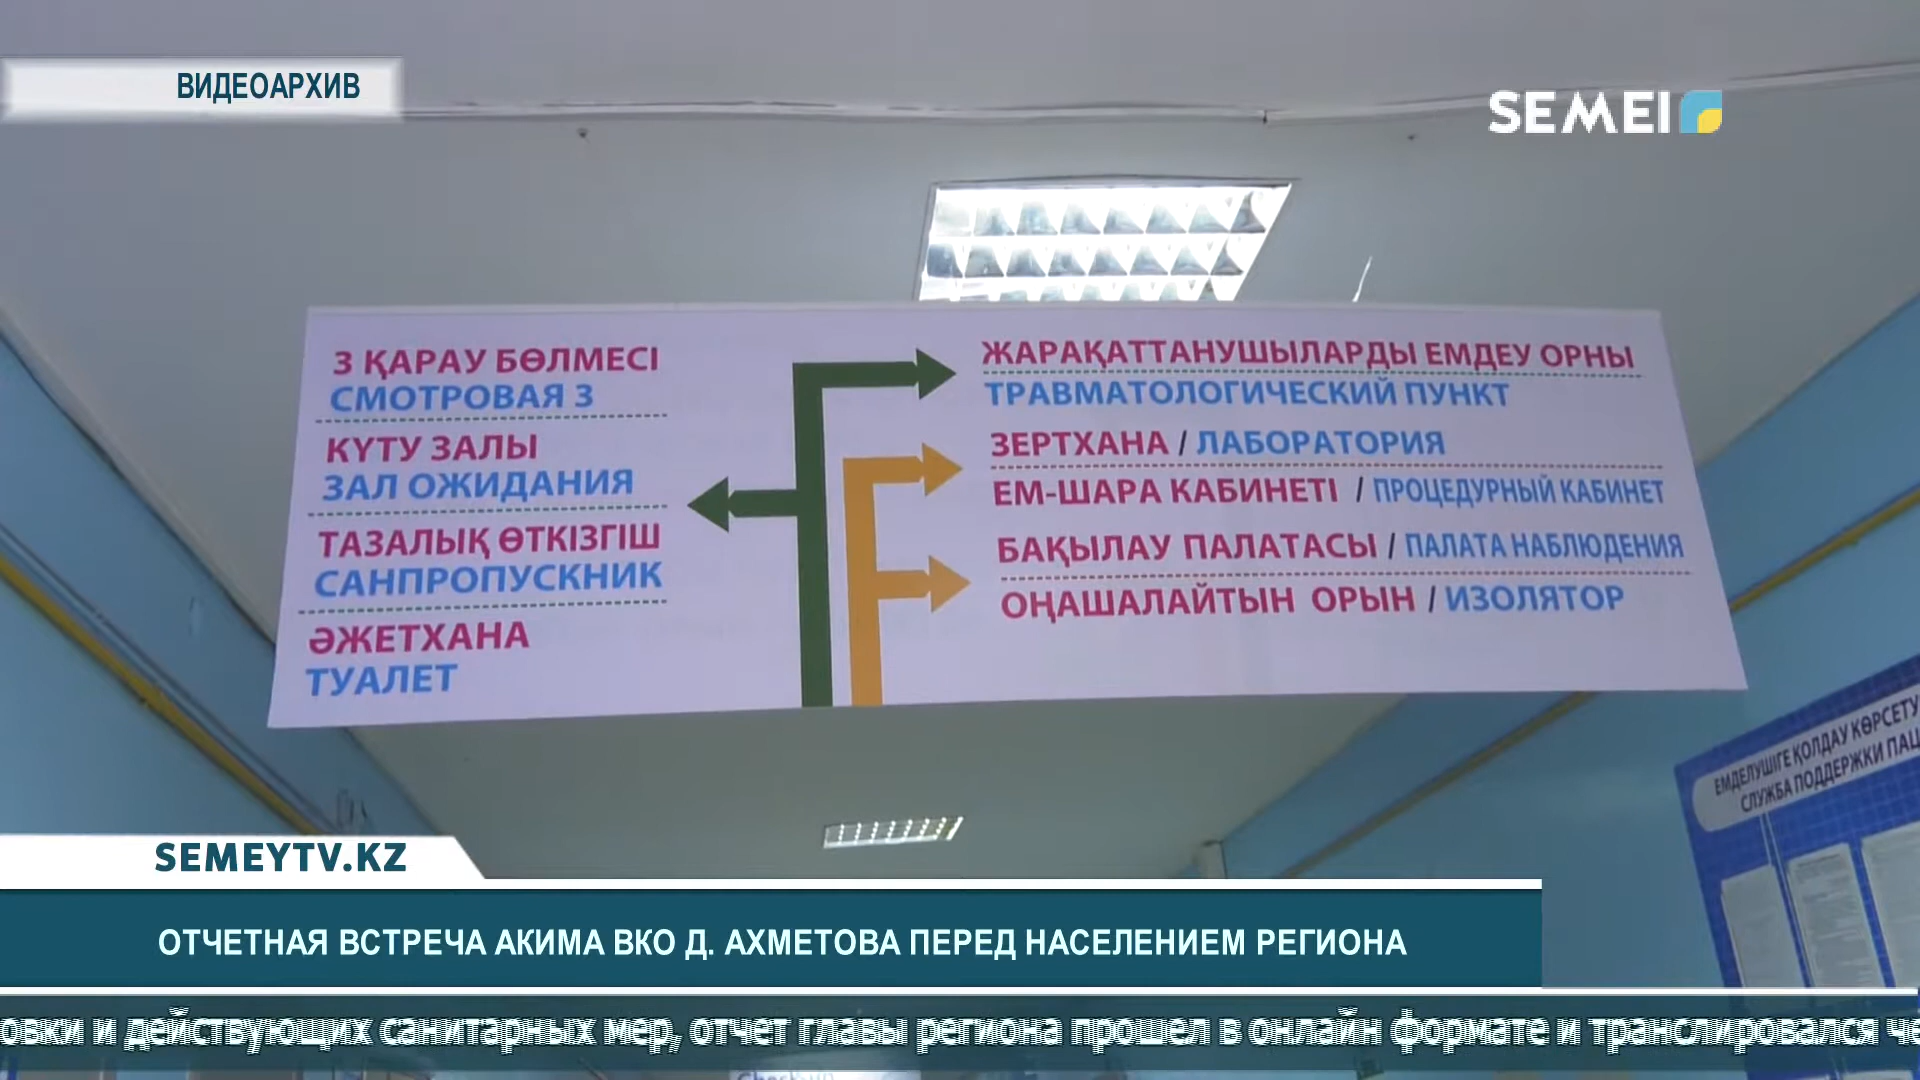 ВИДЕОАРХИВ
SEMEI
3 ҚАРАУ БӨЛМЕСІ
СМОТРОВАЯ 3
КҮТУ ЗАЛЫ
ЗАЛ ОЖИДАНИЯ
ТАЗАЛЫҚ ӨТКІЗГІШ
САНПРОПУСКНИК
ӘЖЕТХАНА
ТУАЛЕТ
ЖАРАҚАТТАНУШЫЛАРДЫ ЕМДЕУ ОРНЫ
ТРАВМАТОЛОГИЧЕСКИЙ ПУНКТ
ЗЕРТХАНА / ЛАБОРАТОРИЯ
ЕМ-ШАРА КАБИНЕТІ / ПРОЦЕДУРНЫЙ КАБИНЕТ
БАҚЫЛАУ ПАЛАТАСЫ / ПАЛАТА НАБЛЮДЕНИЯ
ОҢАШАЛАЙТЫН ОРЫН / ИЗОЛЯТОР
ЕМДЕЛУШІГЕ ҚОЛДАУ КӨРСЕТУ
СЛУЖБА ПОДДЕРЖКИ ПАЦ
SEMEYTV.KZ
ОТЧЕТНАЯ ВСТРЕЧА АКИМА ВКО Д. АХМЕТОВА ПЕРЕД НАСЕЛЕНИЕМ РЕГИОНА
овки и действующих санитарных мер, отчет главы региона прошел в онлайн формате и транслировался че